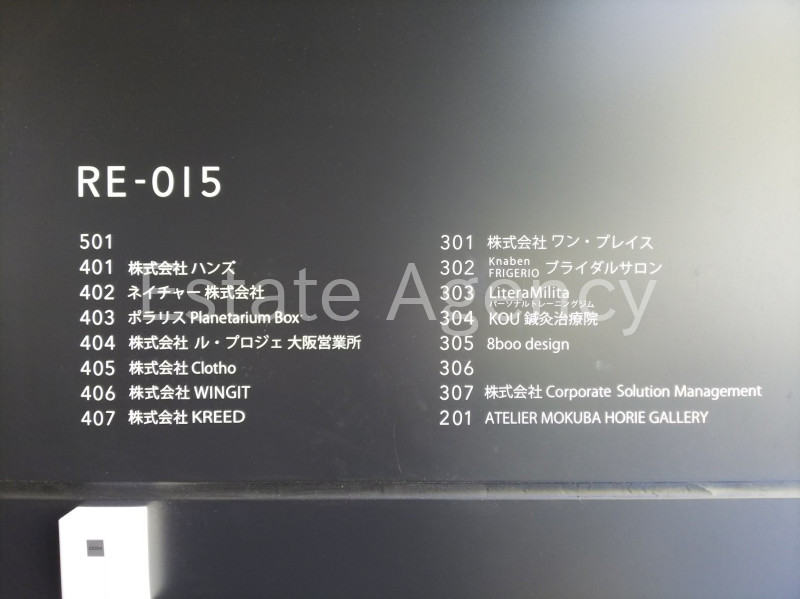 RE-015
501
401 株式会社 ハンズ
402 ネイチャー 株式会社
403 ポラリス Planetarium Box
404 株式会社 ル・プロジェ 大阪営業所
405 株式会社 Clotho
406 株式会社 WINGIT
407 株式会社 KREED
301 株式会社 ワン・プレイス
302 Knaben FRIGERIO ブライダルサロン
303 LiteraMilita
パーソナルトレーニングジム
304 KOU 鍼灸治療院
305 8boo design
306
307 株式会社 Corporate Solution Management
201 ATELIER MOKUBA HORIE GALLERY
Estate Agency